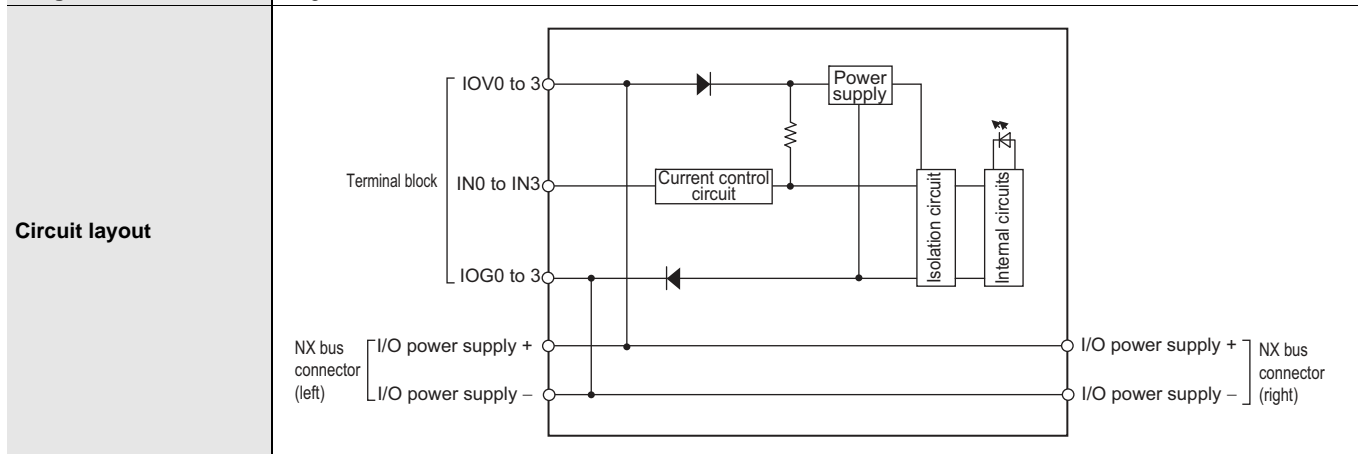 Circuit layout
IOV0 to 3
Power
supply
Terminal block
IN0 to IN3
Current control
circuit
Isolation circuit
Internal circuits
IOG0 to 3
NX bus
connector
(left)
I/O power supply +
I/O power supply −
I/O power supply +
I/O power supply −
NX bus
connector
(right)